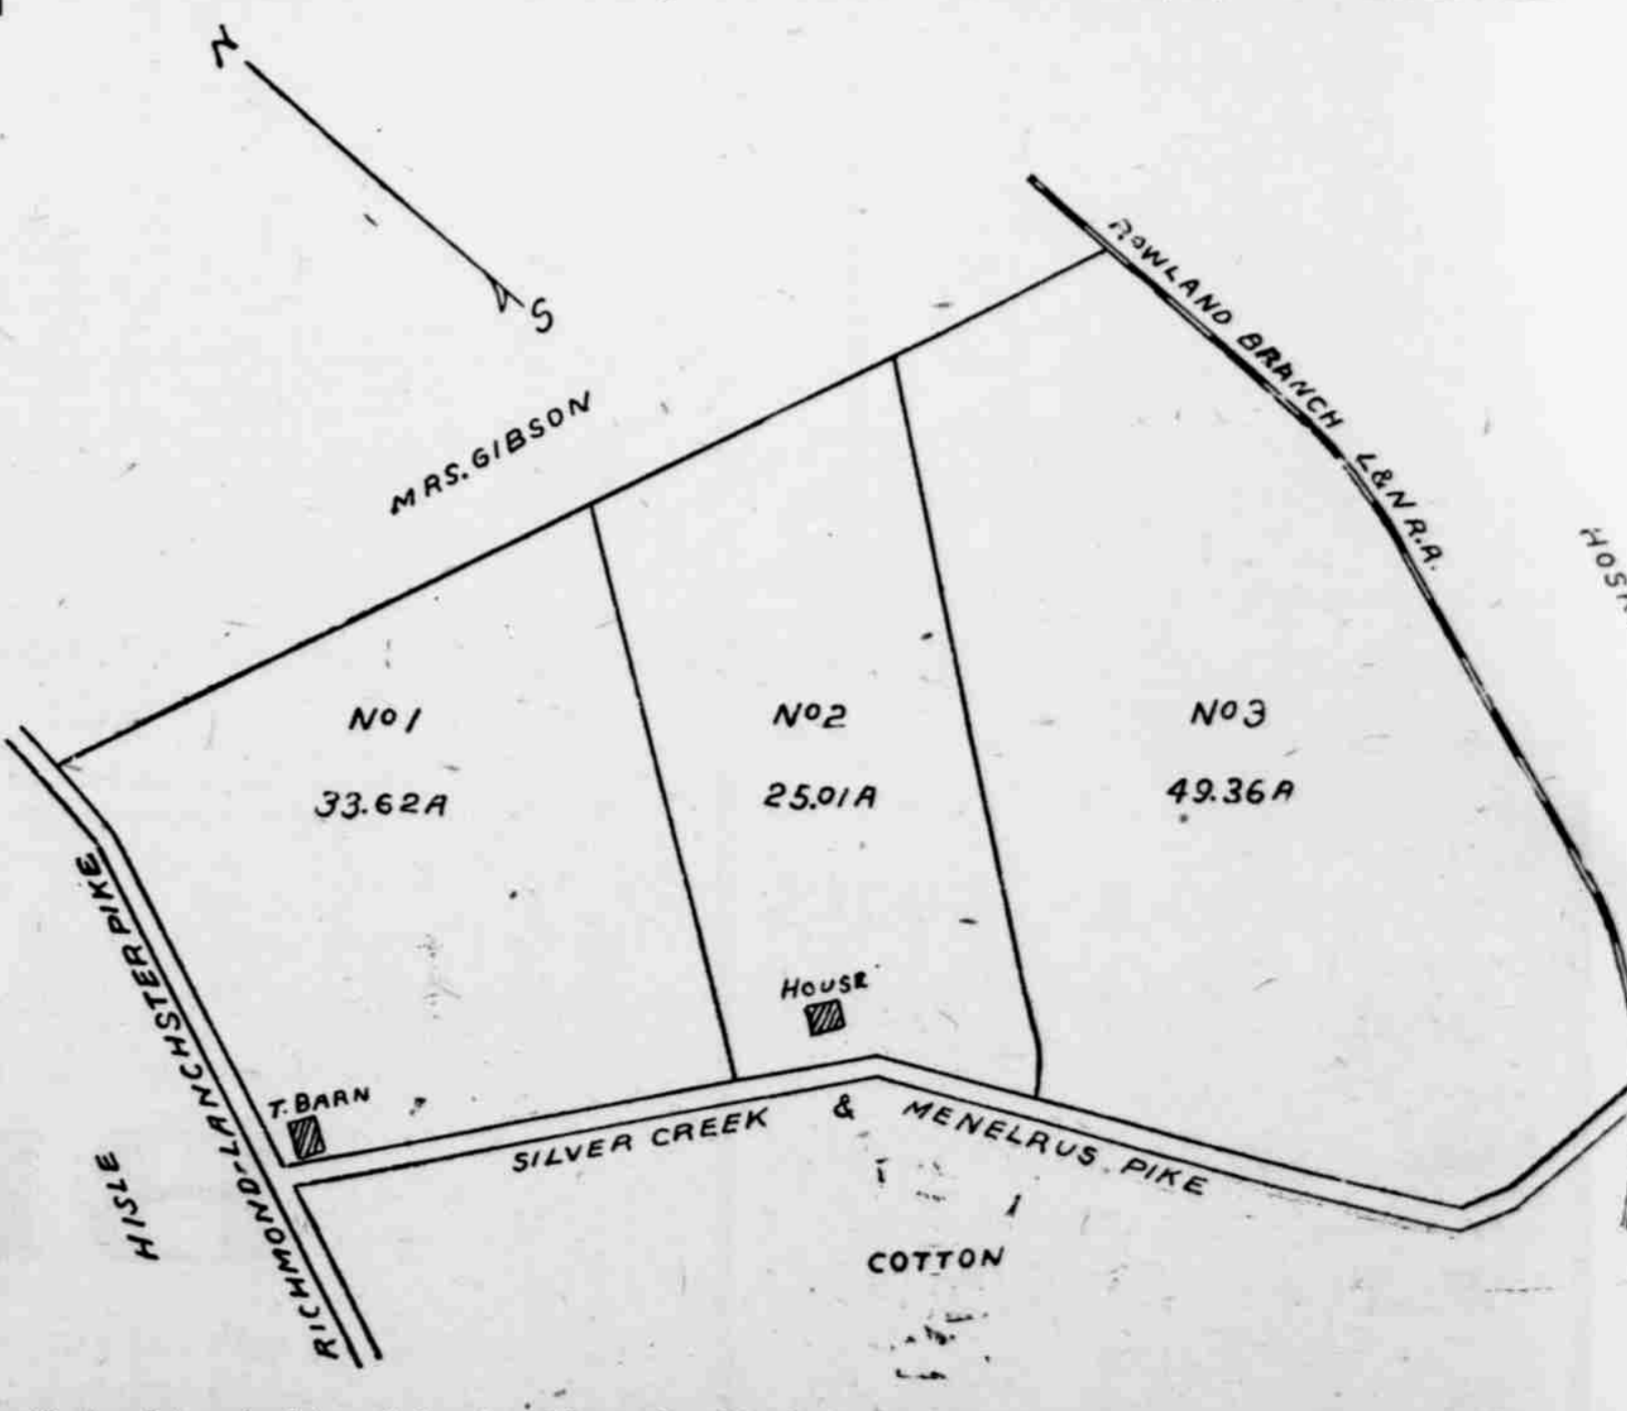 N
S
MRS. GIBSON
ROWLAND BRANCH L&N R.R.
No 1
33.62A
No 2
25.01A
No 3
49.36A
HOUSE
T. BARN
RICHMOND-LANCHISTER PIKE
HISLE
SILVER CREEK & MENELRUS PIKE
COTTON